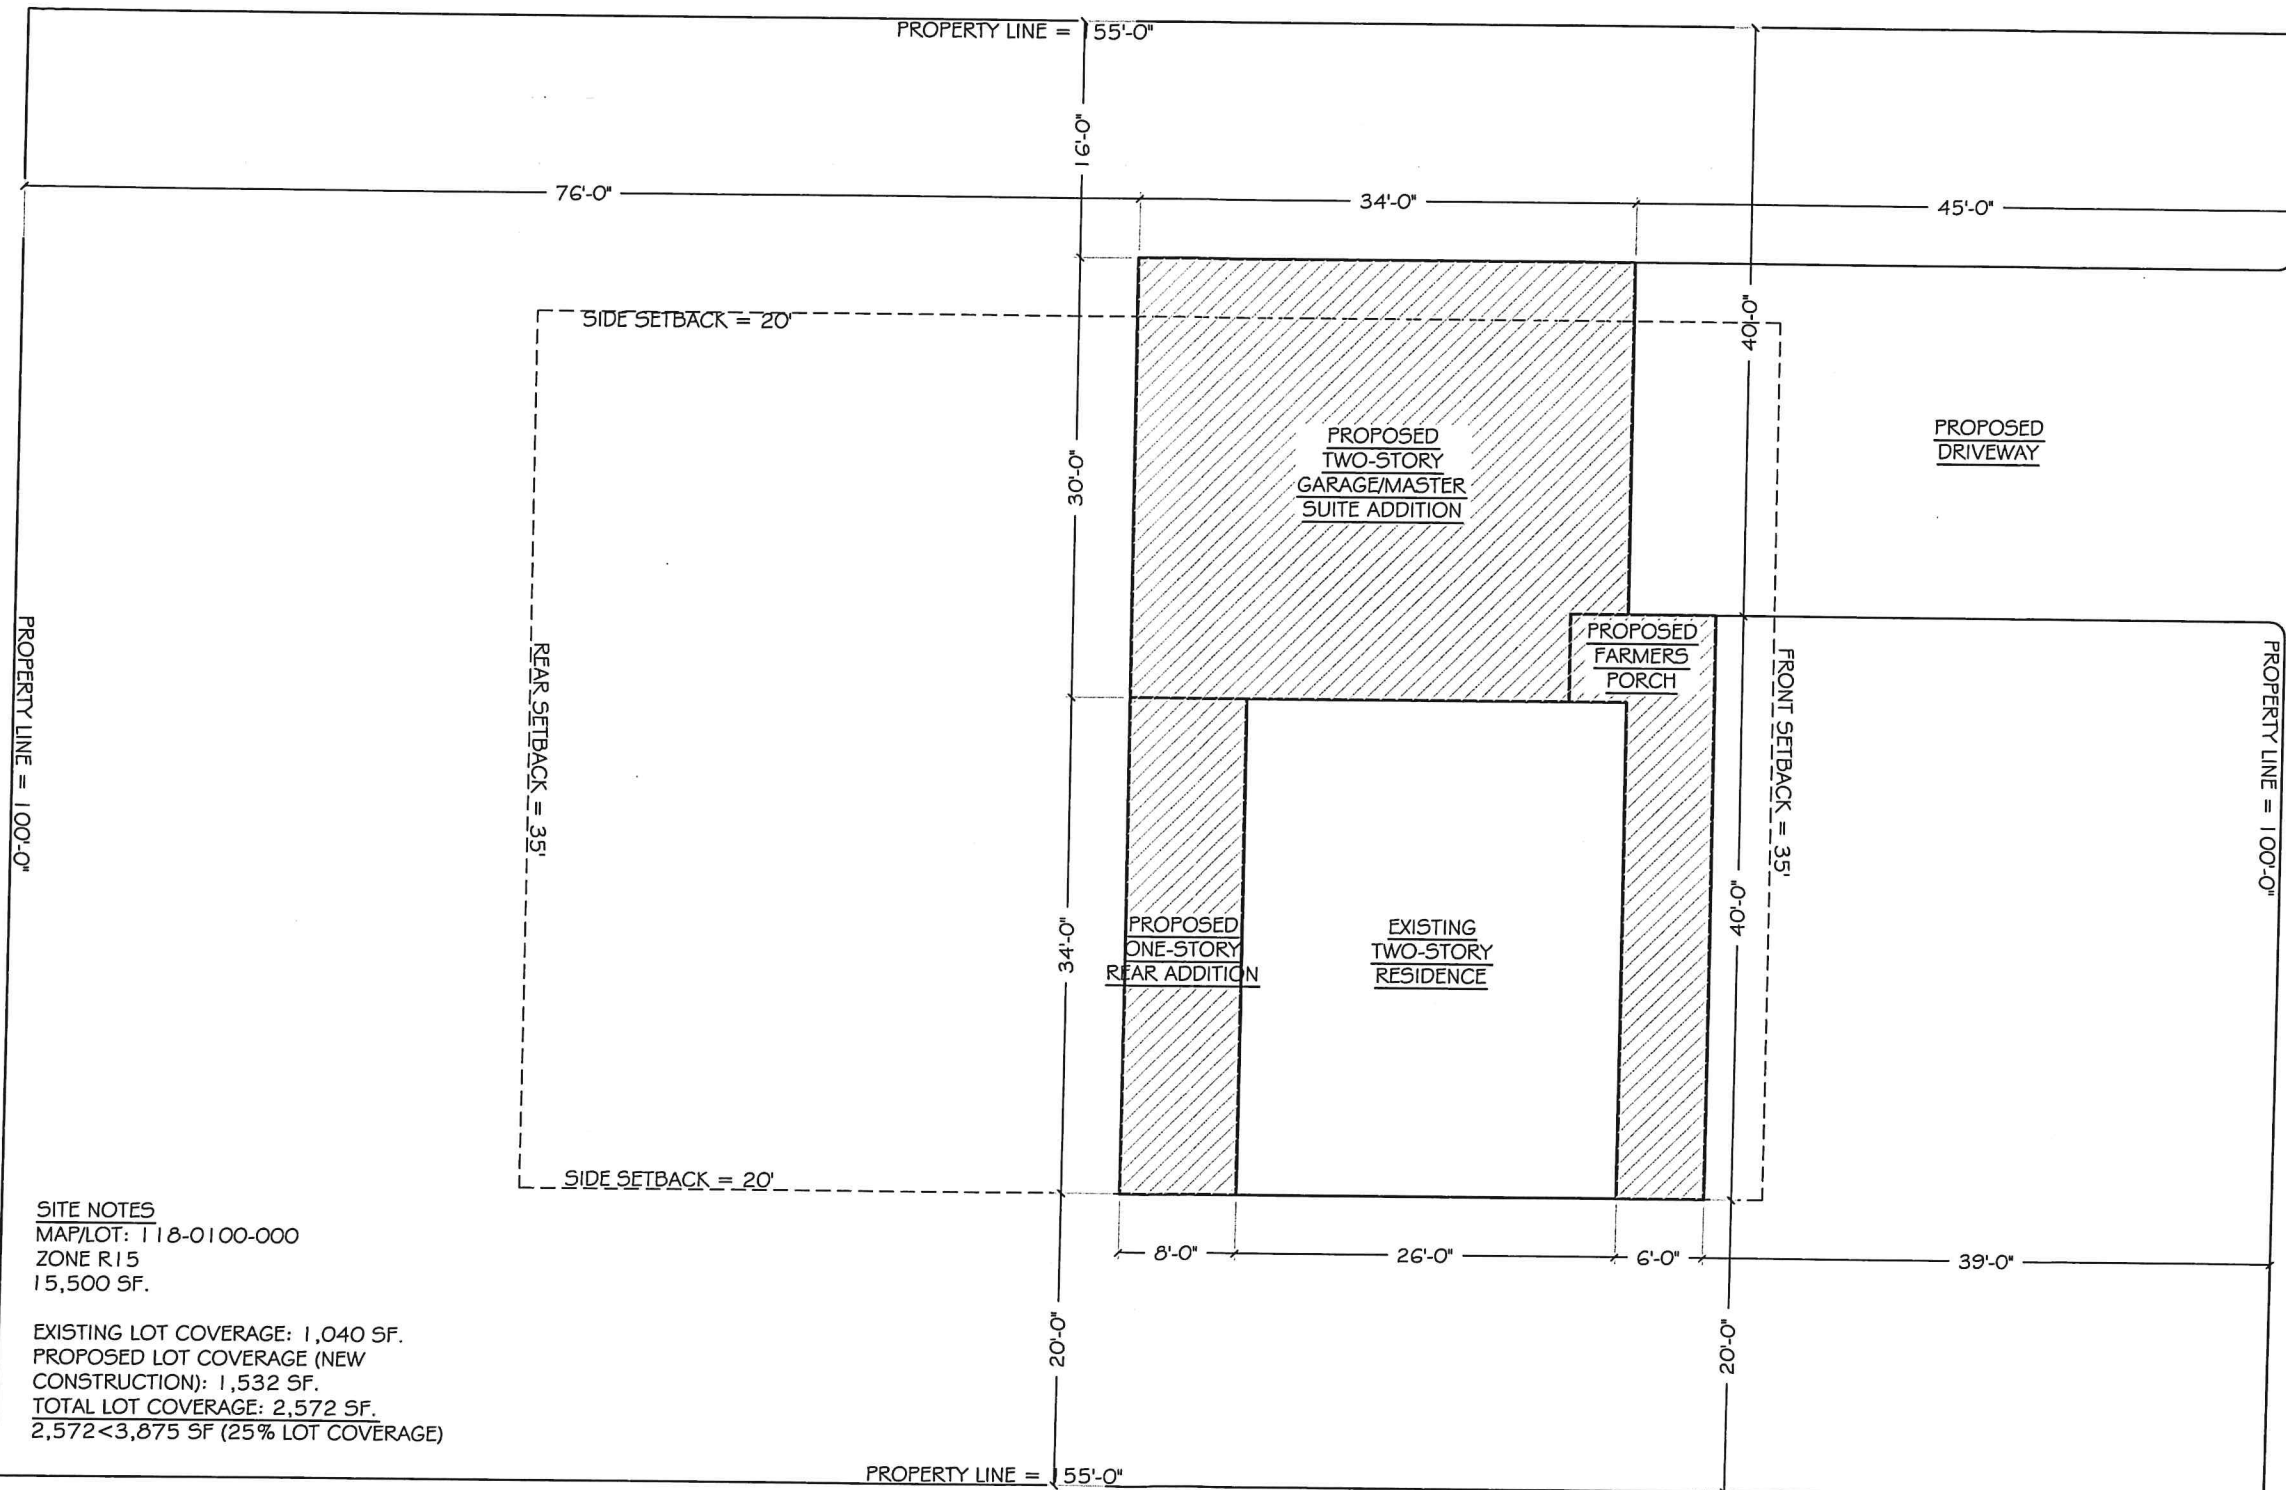 PROPERTY LINE = 155'-0"
16'-0"
76'-0"
34'-0"
45'-0"
SIDE SETBACK = 20'
40'-0"
PROPOSED
TWO-STORY
GARAGE/MASTER
SUITE ADDITION
30'-0"
PROPOSED
DRIVEWAY
PROPERTY LINE = 100'-0"
REAR SETBACK = 35'
PROPOSED
FARMERS
PORCH
FRONT SETBACK = 35'
PROPERTY LINE = 100'-0"
34'-0"
PROPOSED
ONE-STORY
REAR ADDITION
EXISTING
TWO-STORY
RESIDENCE
40'-0"
SIDE SETBACK = 20'
8'-0"
26'-0"
6'-0"
39'-0"
20'-0"
20'-0"
SITE NOTES
MAP/LOT: 118-0100-000
ZONE R15
15,500 SF.
EXISTING LOT COVERAGE: 1,040 SF.
PROPOSED LOT COVERAGE (NEW
CONSTRUCTION): 1,532 SF.
TOTAL LOT COVERAGE: 2,572 SF.
2,572<3,875 SF (25% LOT COVERAGE)
PROPERTY LINE = 155'-0"